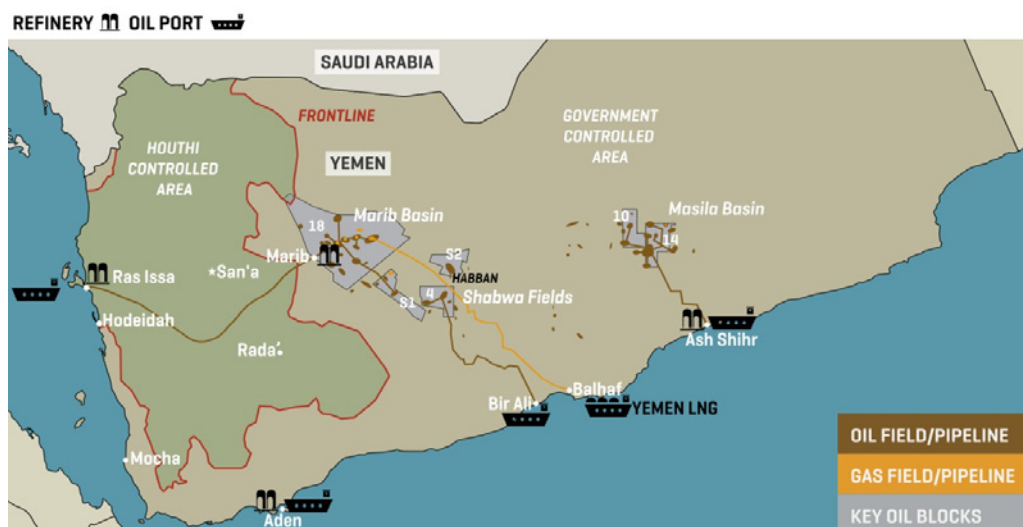 REFINERY OIL PORT
SAUDI ARABIA
FRONTLINE
GOVERNMENT
CONTROLLED
AREA
HOUTHI
CONTROLLED
AREA
YEMEN
18
Marib Basin
10
Masila Basin
14
Marib
S2
HABBAN
Ras Issa
San'a
4
Shabwa Fields
S1
Hodeidah
Ash Shihr
Rada'
Balhaf
Bir Ali
YEMEN LNG
OIL FIELD/PIPELINE
Mocha
GAS FIELD/PIPELINE
Aden
KEY OIL BLOCKS